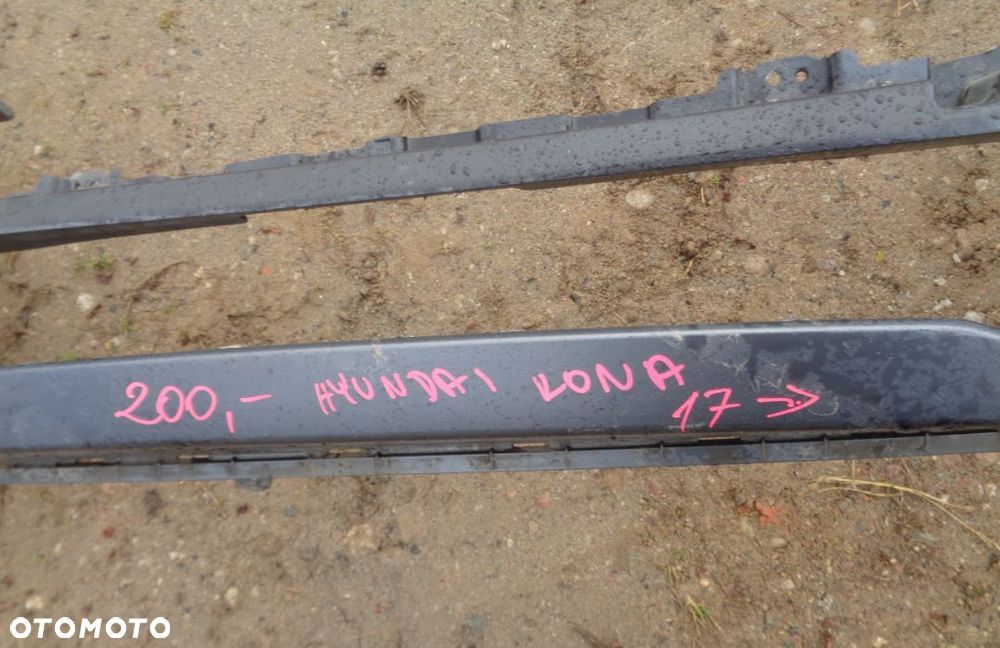 200,- HYUNDAI KONA
17 →
OTOMOTO